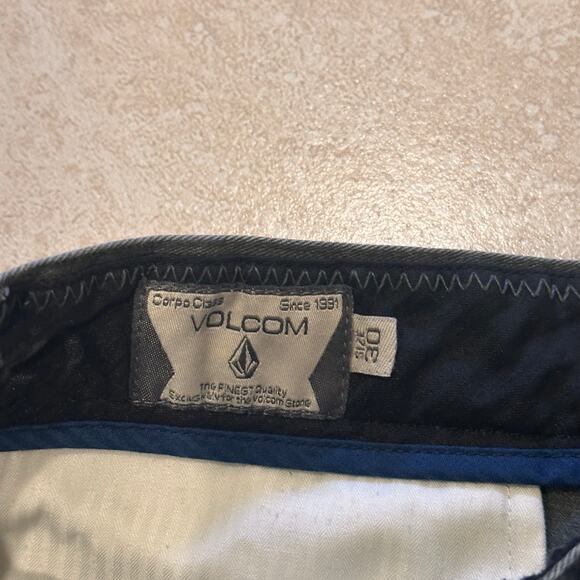 Corpo Class Since 1991
VOLCOM
The FINEST Quality
Exclusively for the Volcom Stone
SIZE
30